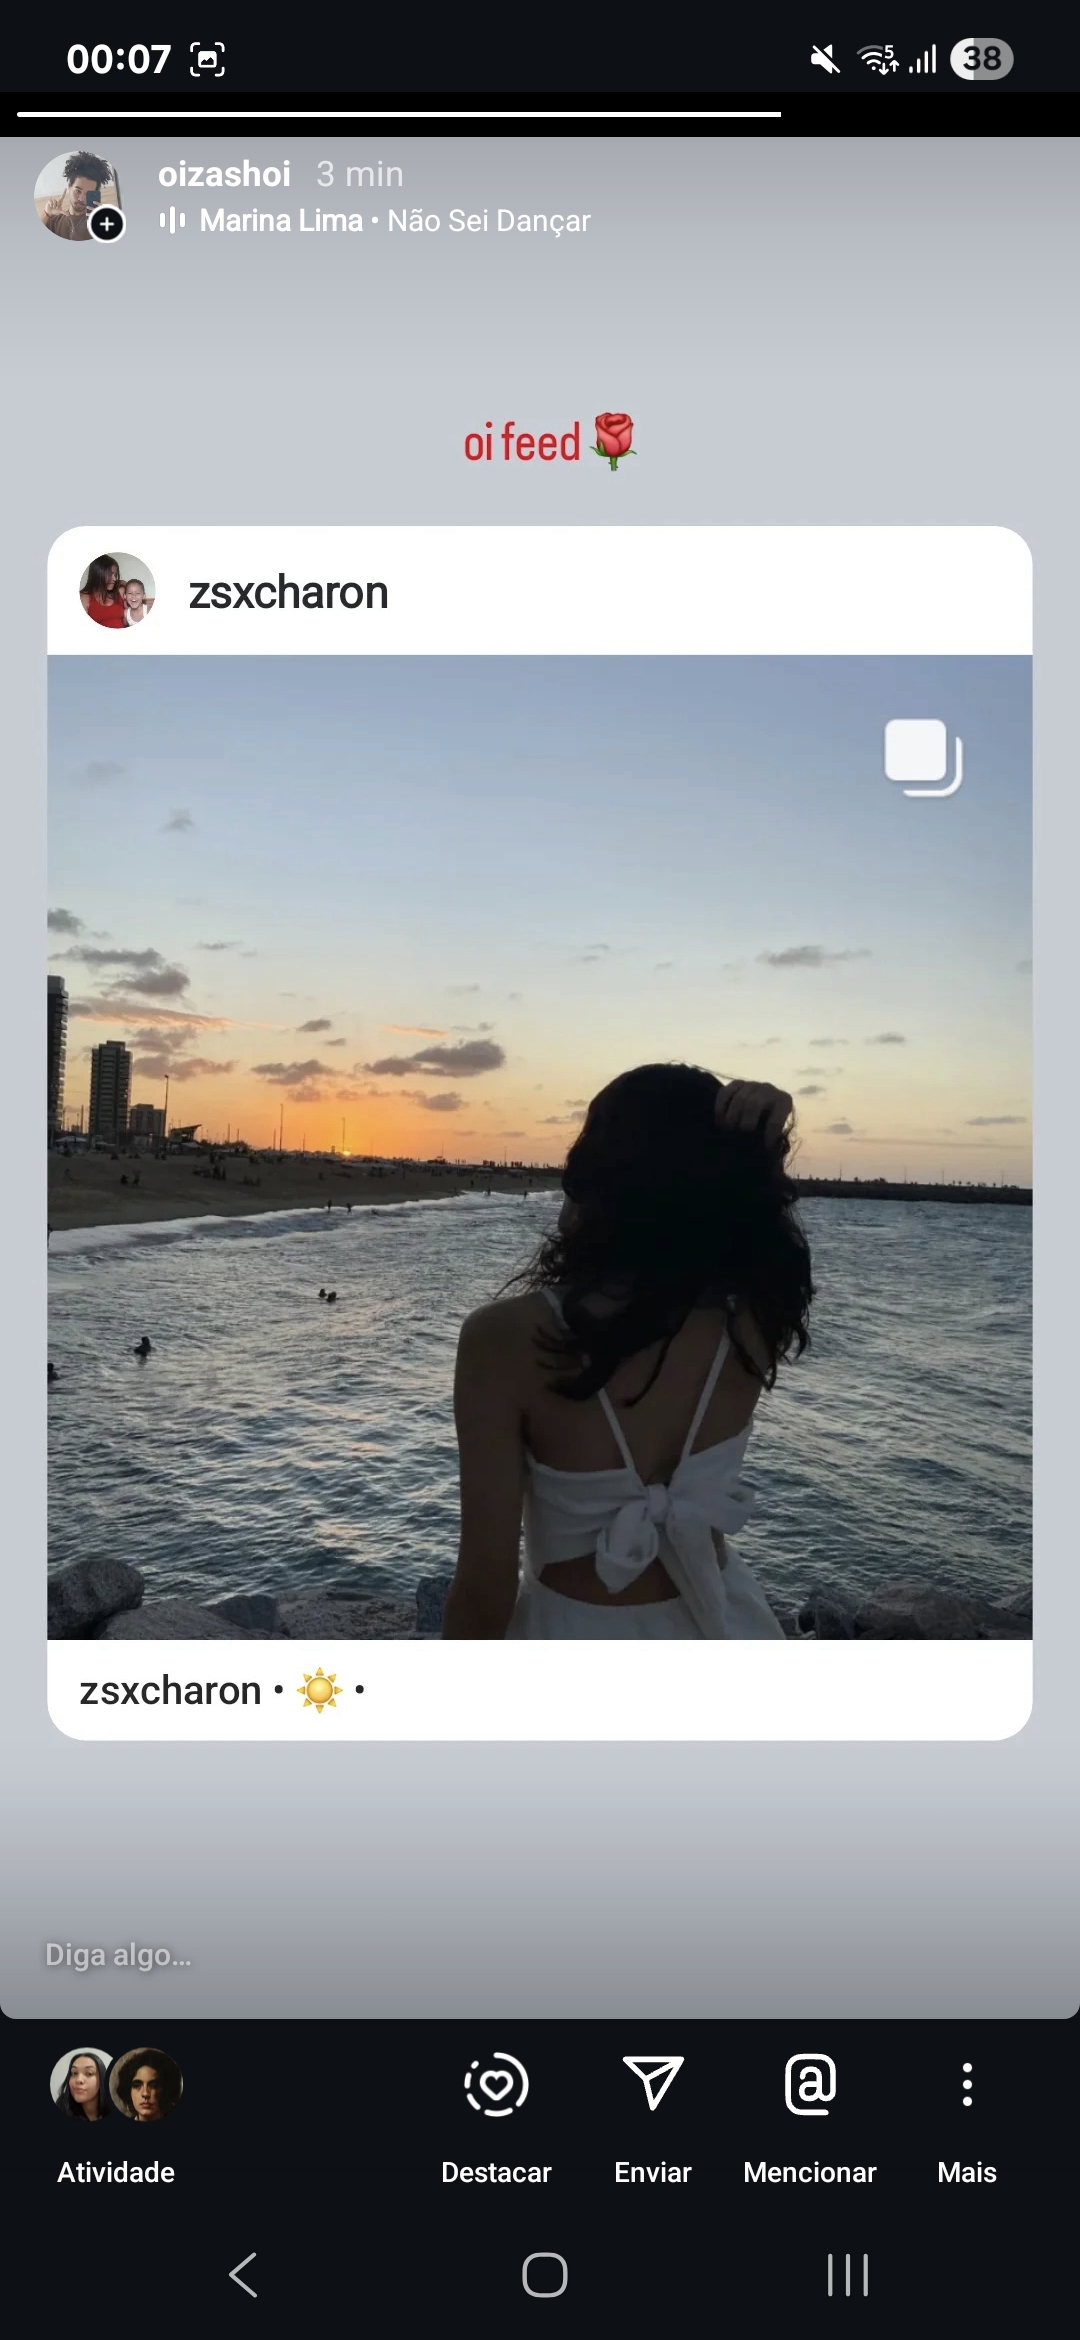 00:07
5
38
oizashoi 3 min
Marina Lima • Não Sei Dançar
oi feed🌹
zsxcharon
zsxcharon • ☀️ •
Diga algo...
Atividade
Destacar
Enviar
Mencionar
Mais